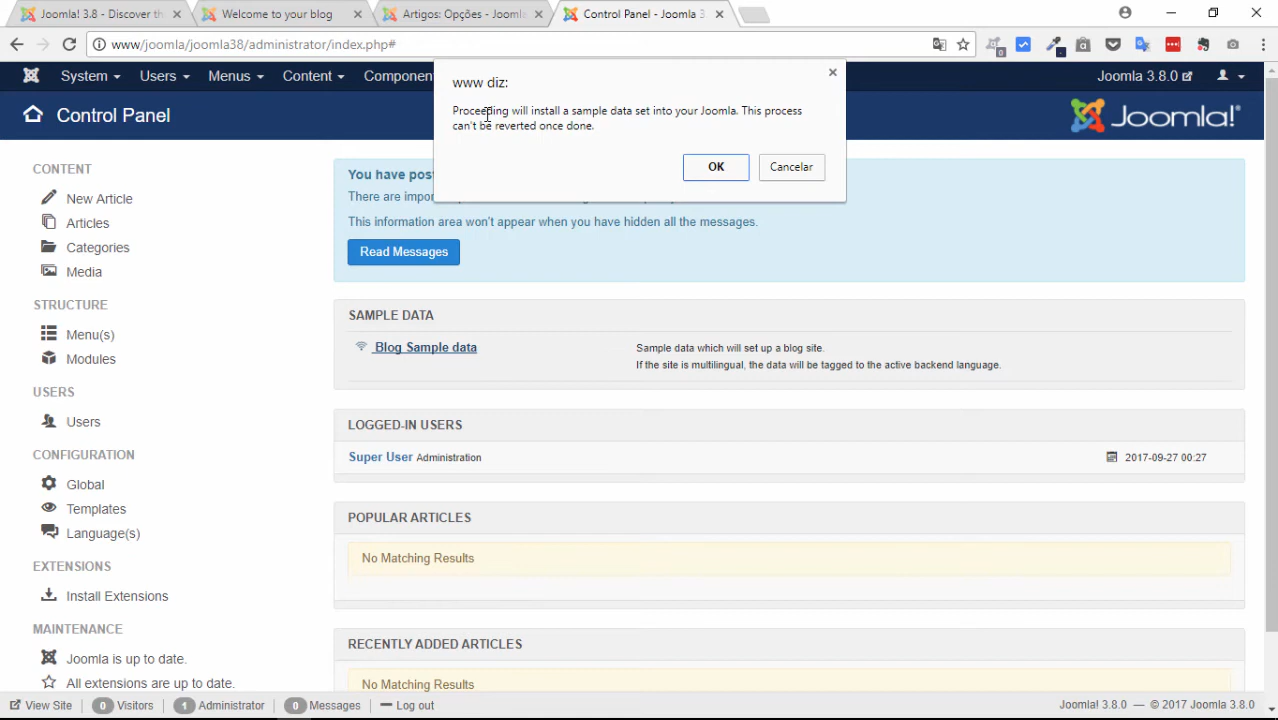 Joomla! 3.8 - Discover th
Welcome to your blog
Artigos: Opções - Jooml
Control Panel - Joomla 3
www/joomla/joomla38/administrator/index.php#
0
System
Users
Menus
Content
Componen
Joomla 3.8.0
Control Panel
Joomla!
www diz:
Proceeding will install a sample data set into your Joomla. This process
can't be reverted once done.
OK
Cancelar
CONTENT
New Article
Articles
Categories
Media
STRUCTURE
Menu(s)
Modules
USERS
Users
CONFIGURATION
Global
Templates
Language(s)
EXTENSIONS
Install Extensions
MAINTENANCE
Joomla is up to date.
All extensions are up to date.
You have post
There are impor
This information area won't appear when you have hidden all the messages.
Read Messages
SAMPLE DATA
Blog Sample data
Sample data which will set up a blog site.
If the site is multilingual, the data will be tagged to the active backend language.
LOGGED-IN USERS
Super User Administration
2017-09-27 00:27
POPULAR ARTICLES
No Matching Results
RECENTLY ADDED ARTICLES
No Matching Results
View Site
0 Visitors
1 Administrator
0 Messages
Log out
Joomla! 3.8.0 — © 2017 Joomla 3.8.0